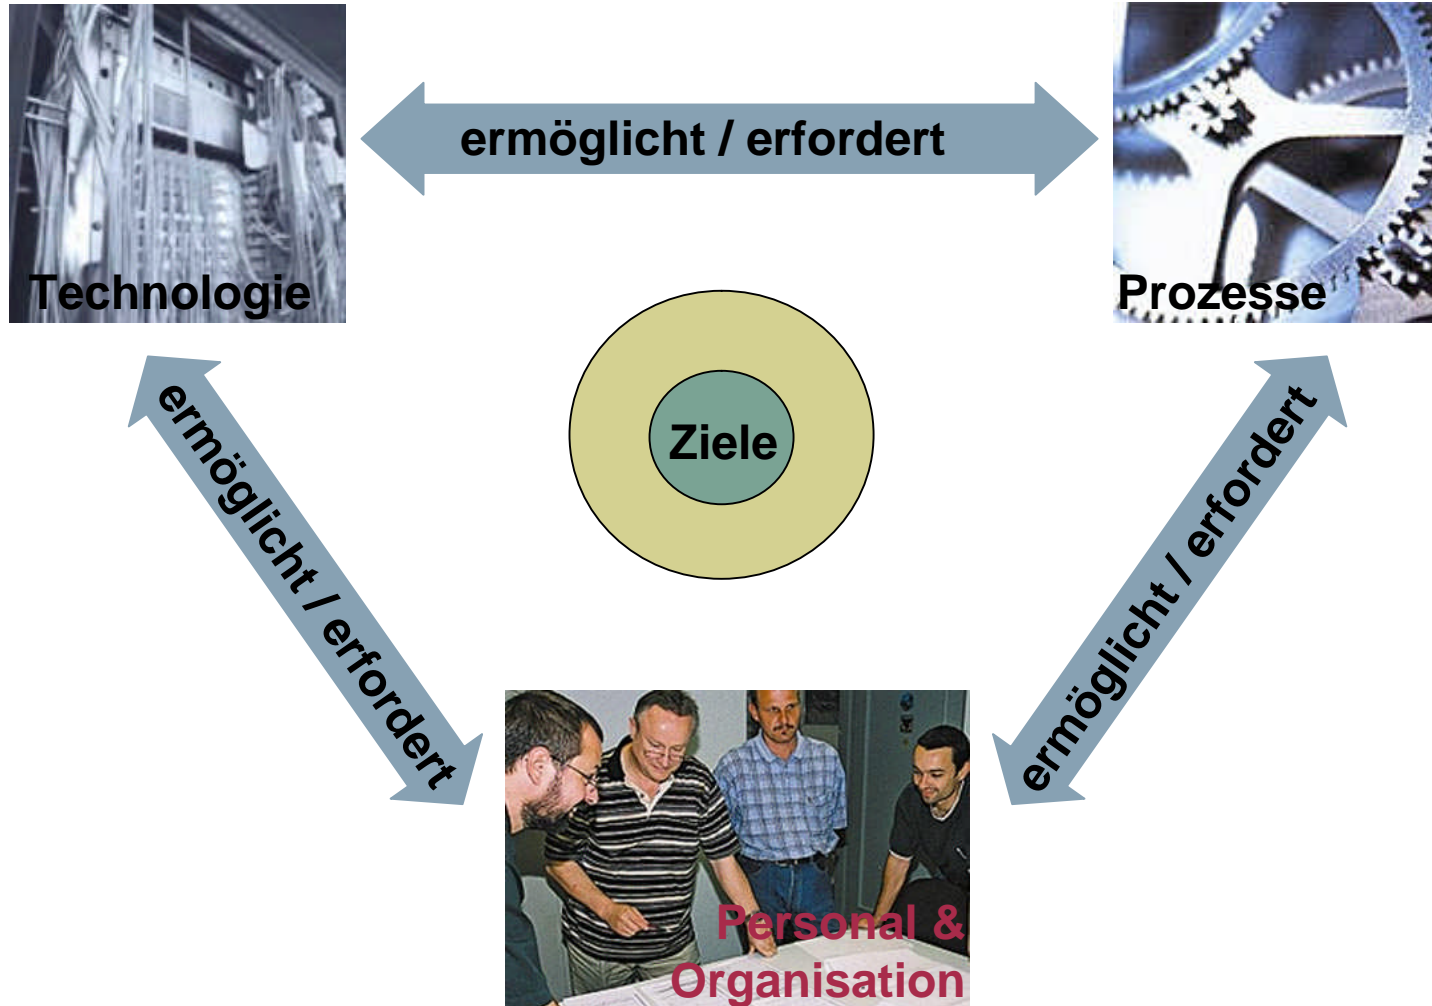 ermöglicht / erfordert
Technologie
Prozesse
Ziele
ermöglicht / erfordert
ermöglicht / erfordert
Personal &
Organisation